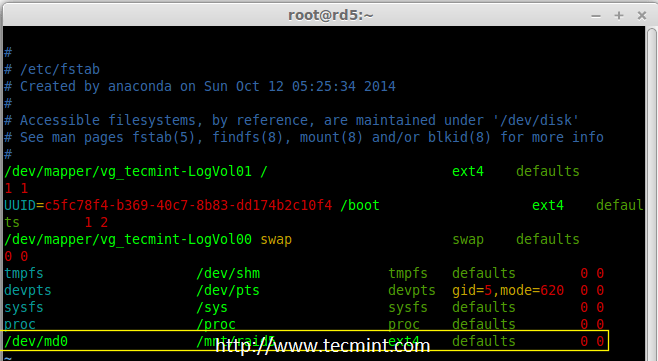 root@rd5:~
#
# /etc/fstab
# Created by anaconda on Sun Oct 12 05:25:34 2014
#
# Accessible filesystems, by reference, are maintained under '/dev/disk'
# See man pages fstab(5), findfs(8), mount(8) and/or blkid(8) for more info
#
/dev/mapper/vg_tecmint-LogVol01 / ext4 defaults
1 1
UUID=c5fc78f4-b369-40c7-8b83-dd174b2c10f4 /boot ext4 defaul
ts 1 2
/dev/mapper/vg_tecmint-LogVol00 swap swap defaults
0 0
tmpfs /dev/shm tmpfs defaults 0 0
devpts /dev/pts devpts gid=5,mode=620 0 0
sysfs /sys sysfs defaults 0 0
proc /proc proc defaults 0 0
/dev/md0 /mnt/raid5 ext4 defaults 0 0
http://www.tecmint.com
~